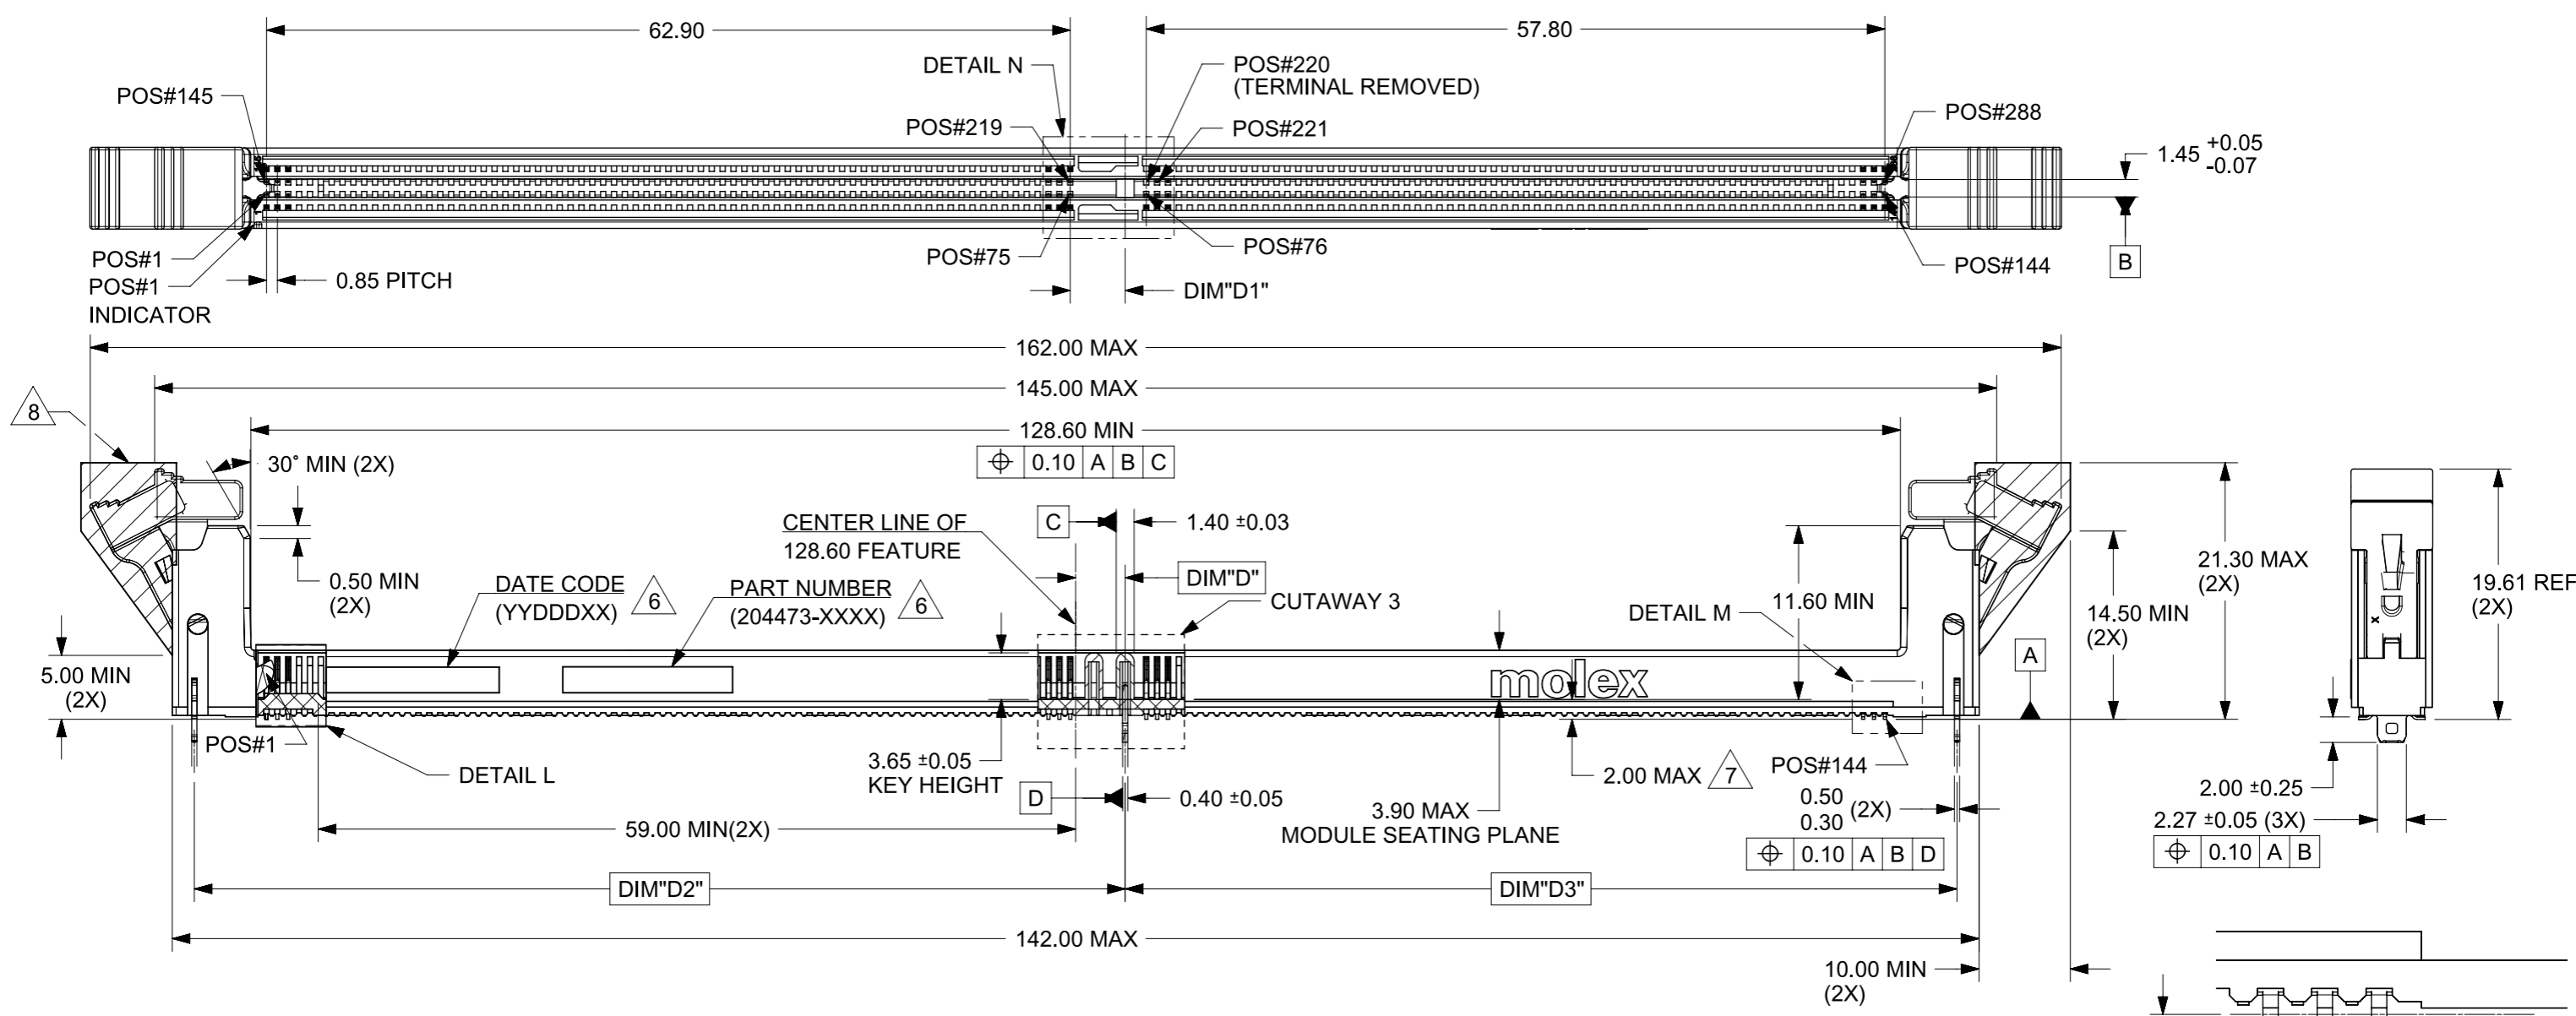 62.90
57.80
DETAIL N
POS#220
(TERMINAL REMOVED)
POS#145
POS#219
POS#221
POS#288
1.45 +0.05
-0.07
POS#1
POS#1
INDICATOR
0.85 PITCH
POS#75
POS#76
POS#144
B
DIM"D1"
162.00 MAX
145.00 MAX
8
128.60 MIN
⌖ 0.10 A B C
30° MIN (2X)
CENTER LINE OF
128.60 FEATURE
C
1.40 ±0.03
DIM"D"
CUTAWAY 3
0.50 MIN
(2X)
DATE CODE
(YYDDDXX)
6
PART NUMBER
(204473-XXXX)
6
DETAIL M
11.60 MIN
21.30 MAX
(2X)
14.50 MIN
(2X)
19.61 REF
(2X)
X
5.00 MIN
(2X)
molex
A
POS#1
DETAIL L
3.65 ±0.05
KEY HEIGHT
D
0.40 ±0.05
2.00 MAX
7
POS#144
3.90 MAX
MODULE SEATING PLANE
0.50
0.30
(2X)
⌖ 0.10 A B D
2.00 ±0.25
2.27 ±0.05 (3X)
⌖ 0.10 A B
59.00 MIN(2X)
DIM"D2"
DIM"D3"
142.00 MAX
10.00 MIN
(2X)